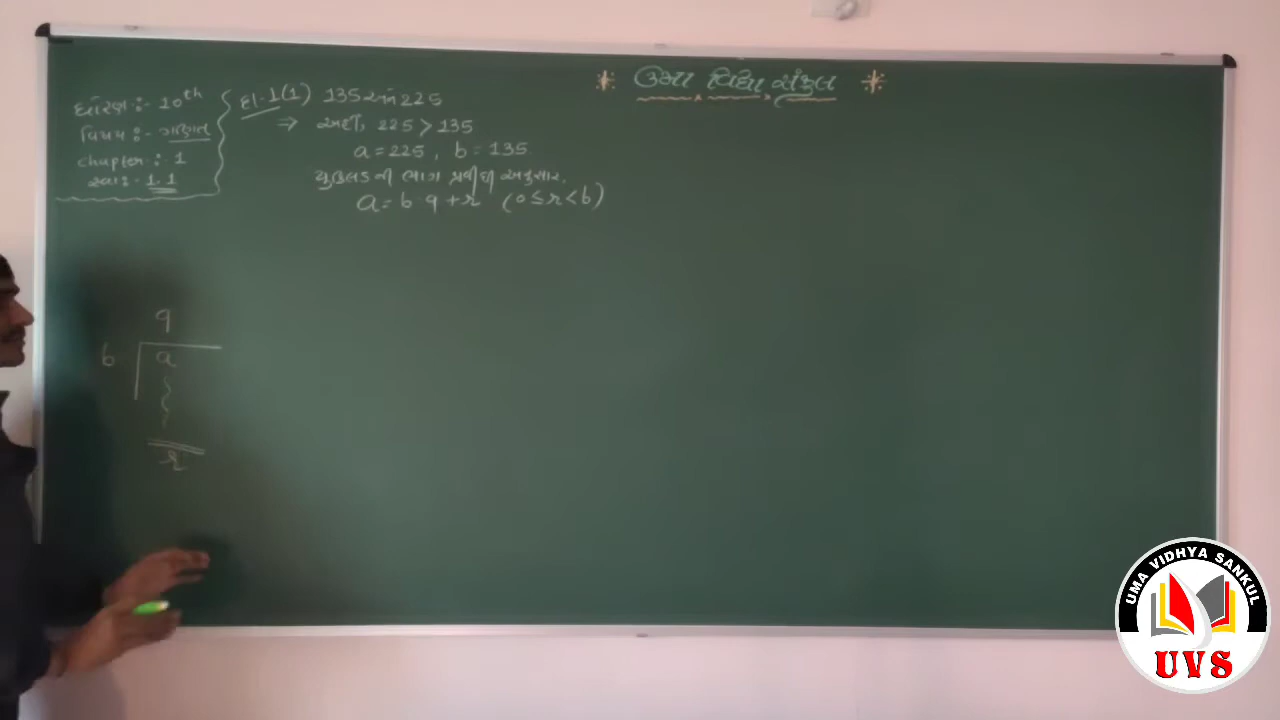 * ઉમા વિદ્યા સંકુલ *
ધોરણ :- 10th
વિષય :- ગણિત
chapter :- 1
સ્વા :- 1.1
દા.1(1) 135 અને 225
⇒ અહીં, 225 > 135
a = 225 , b = 135
યુક્લિડની ભાગ પ્રવિધી અનુસાર,
a = b q + r (0 ≤ r < b)
q
b a
r
UMA VIDHYA SANKUL
UVS